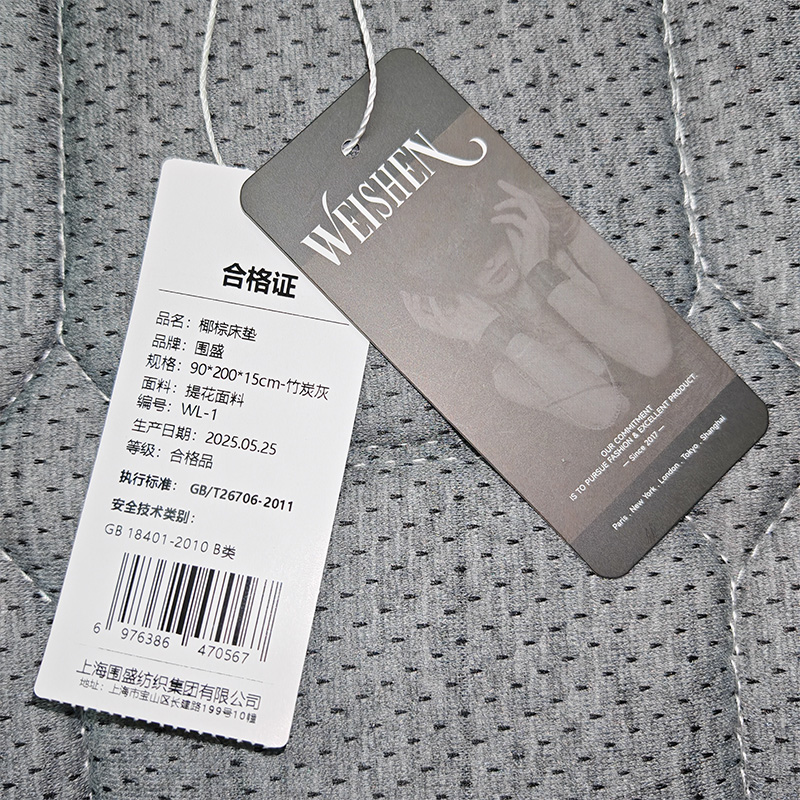 合格证
品名：椰棕床垫
品牌：围盛
规格：90*200*15cm-竹炭灰
面料：提花面料
编号：WL-1
生产日期：2025.05.25
等级：合格品
执行标准：GB/T26706-2011
安全技术类别：
GB 18401-2010 B类
6 976386 470567
上海围盛纺织集团有限公司
地址：上海市宝山区长建路199号10幢
WEISHEN
OUR COMMITMENT
IS TO PURSUE FASHION & EXCELLENT PRODUCT.
— Since 2017 —
Paris . New York . London . Tokyo . Shanghai